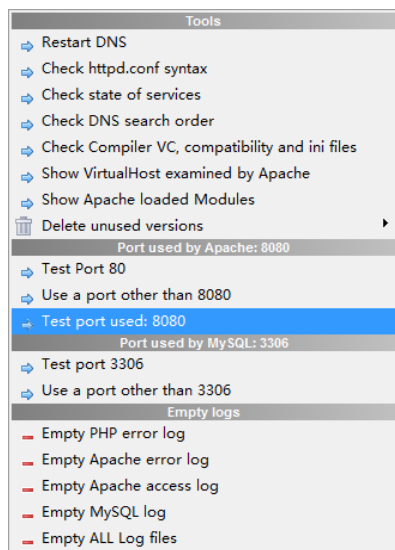 Tools
Restart DNS
Check httpd.conf syntax
Check state of services
Check DNS search order
Check Compiler VC, compatibility and ini files
Show VirtualHost examined by Apache
Show Apache loaded Modules
Delete unused versions
Port used by Apache: 8080
Test Port 80
Use a port other than 8080
Test port used: 8080
Port used by MySQL: 3306
Test port 3306
Use a port other than 3306
Empty logs
Empty PHP error log
Empty Apache error log
Empty Apache access log
Empty MySQL log
Empty ALL Log files